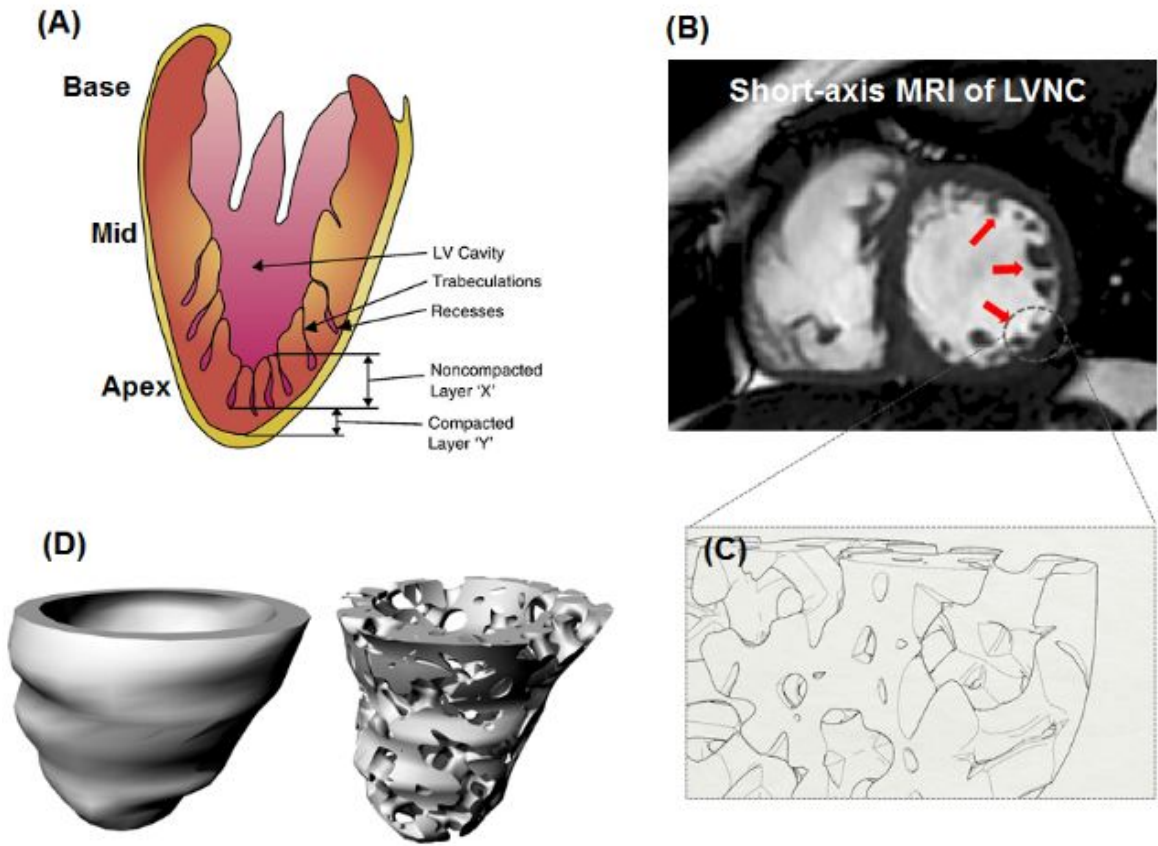 (A)
Base
Mid
Apex
LV Cavity
Trabeculations
Recesses
Noncompacted
Layer 'X'
Compacted
Layer 'Y'
(B)
Short-axis MRI of LVNC
(C)
(D)